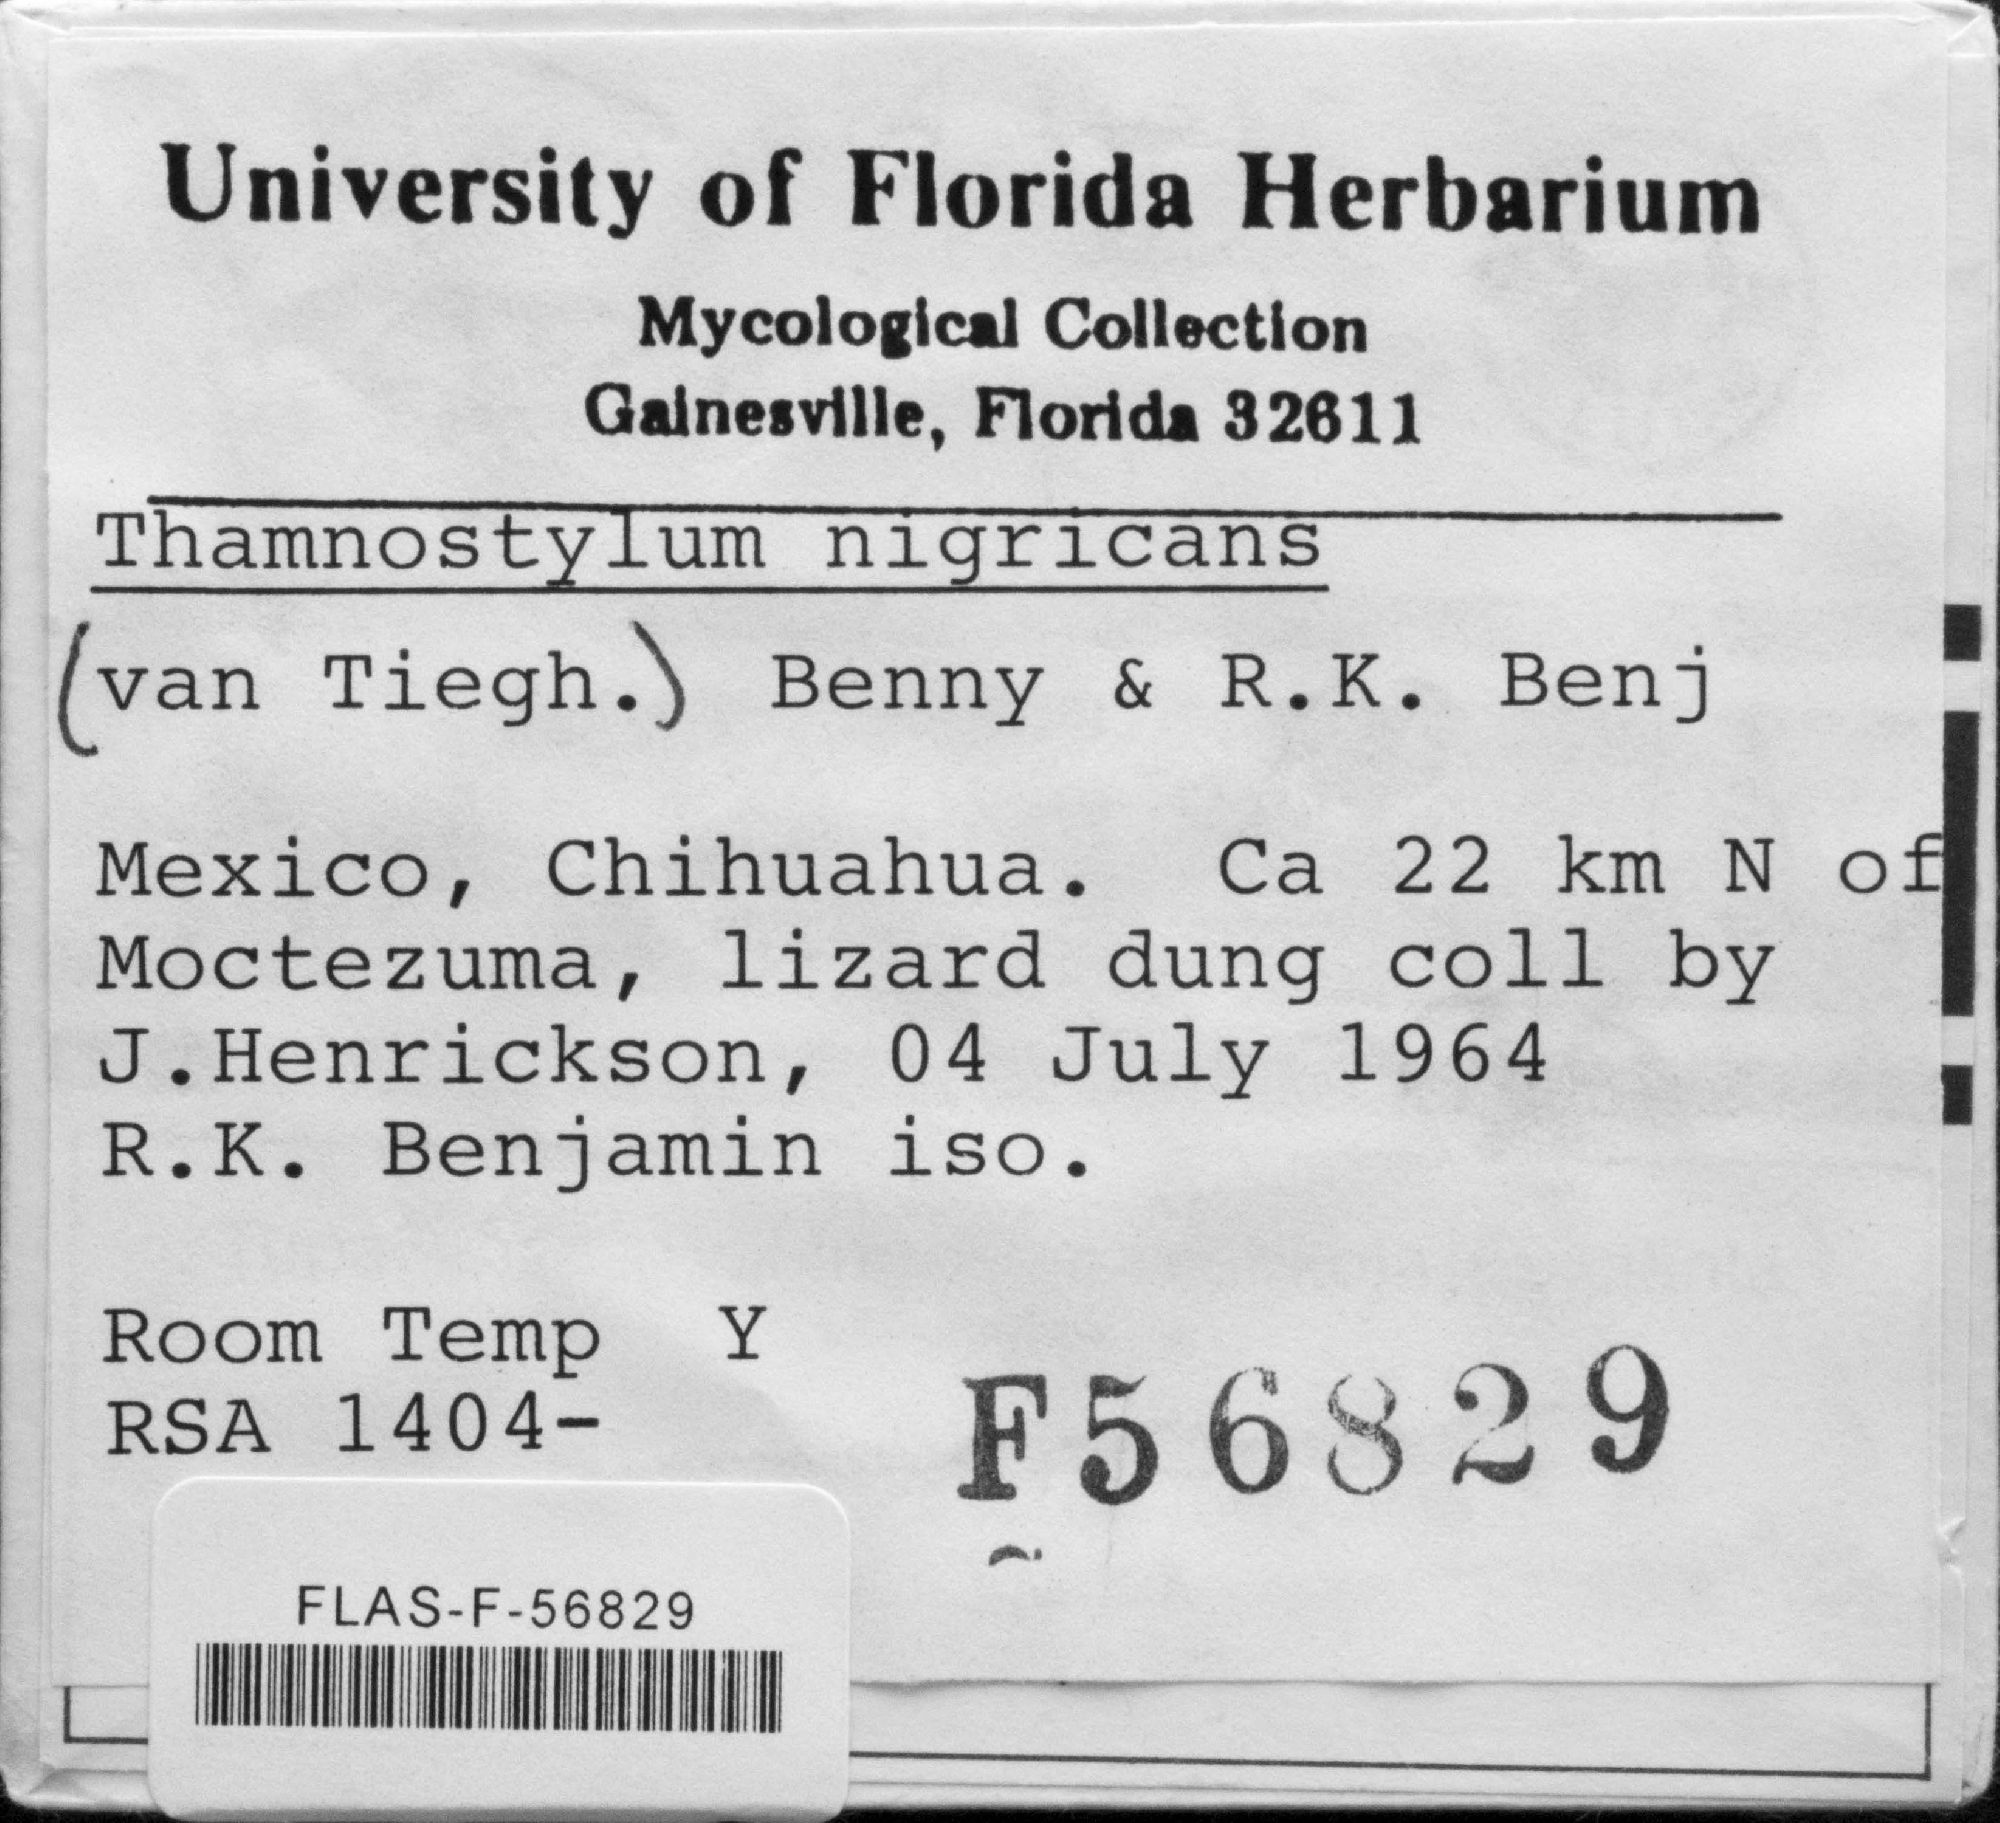 University of Florida Herbarium
Mycological Collection
Gainesville, Florida 32611
Thamnostylum nigricans
(van Tiegh.) Benny & R.K. Benj
Mexico, Chihuahua. Ca 22 km N of
Moctezuma, lizard dung coll by
J.Henrickson, 04 July 1964
R.K. Benjamin iso.
Room Temp Y
RSA 1404-
F56829
FLAS-F-56829